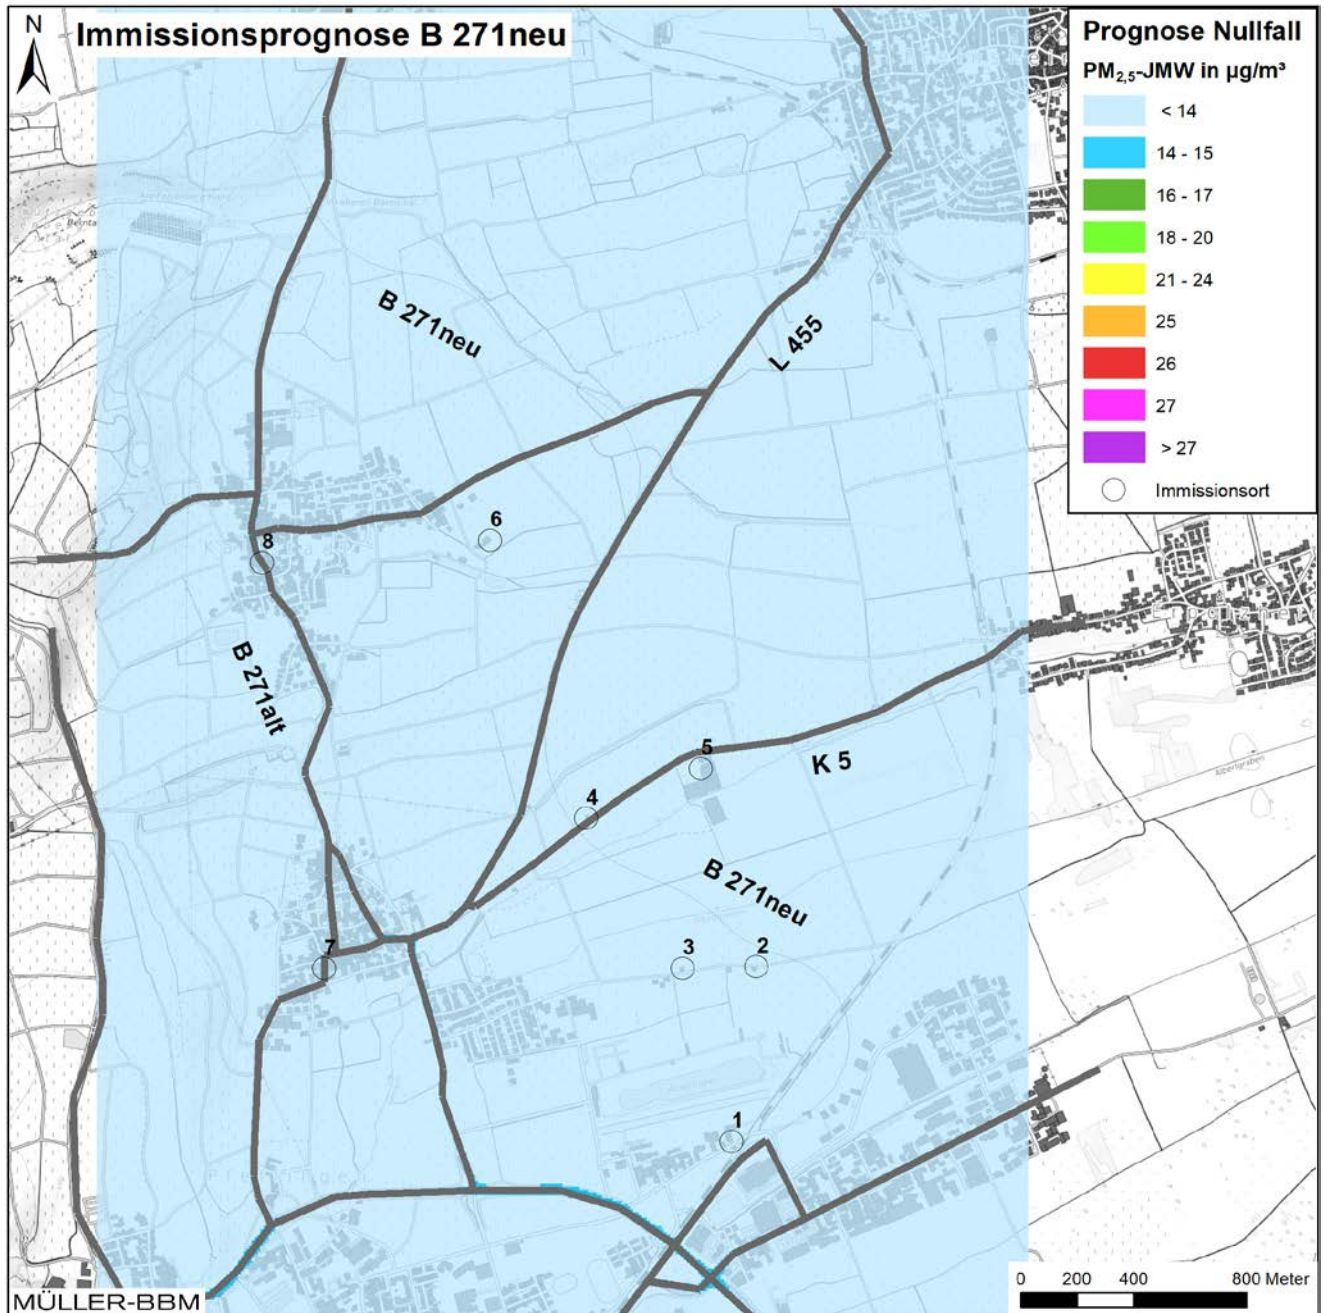 N
Immissionsprognose B 271neu
Prognose Nullfall
PM2,5-JMW in µg/m³
< 14
14 - 15
16 - 17
18 - 20
21 - 24
25
26
27
> 27
Immissionsort
B 271neu
L 455
6
8
B 271alt
5
K 5
4
B 271neu
Albertgraben
7
3
2
1
0 200 400 800 Meter
MÜLLER-BBM